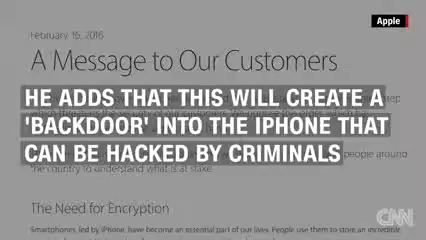 Apple
February 16, 2016
A Message to Our Customers
HE ADDS THAT THIS WILL CREATE A
'BACKDOOR' INTO THE IPHONE THAT
CAN BE HACKED BY CRIMINALS
people around
the country to understand what is at stake.
The Need for Encryption
Smartphones, led by iPhone, have become an essential part of our lives. People use them to store an incredible
CNN